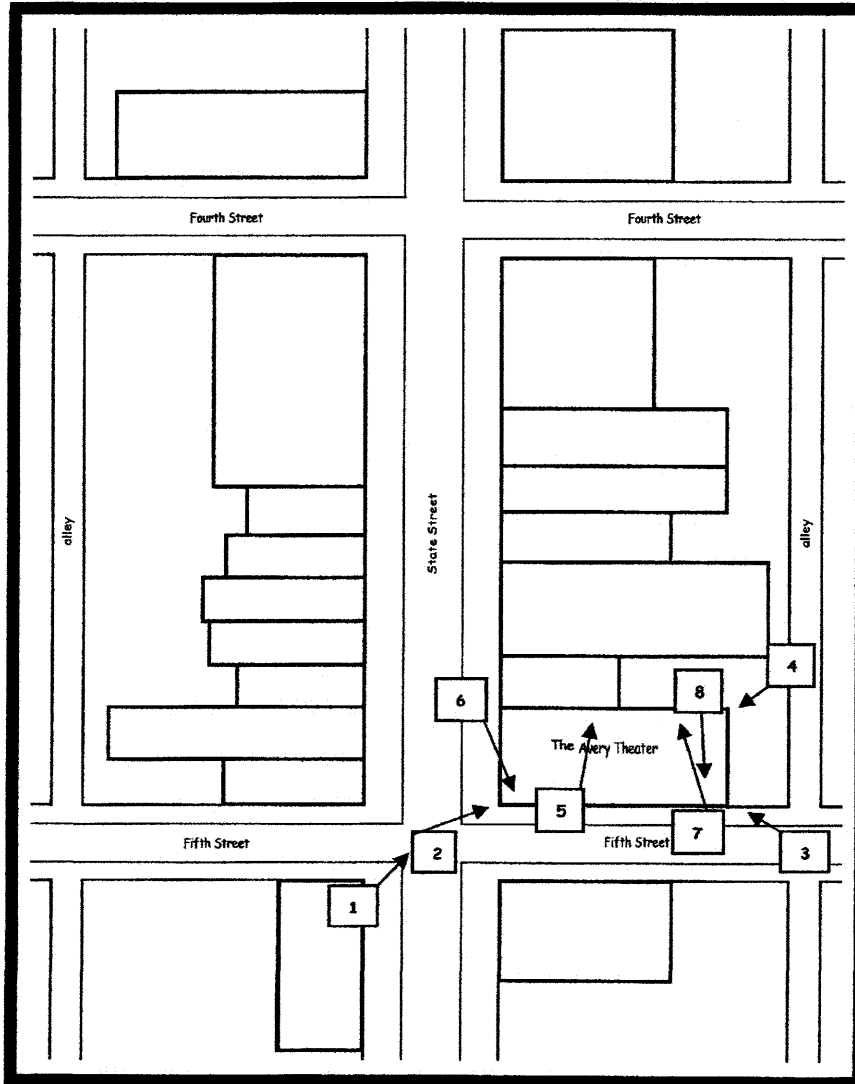 Fourth Street
Fourth Street
alley
State Street
alley
4
8
6
The Avery Theater
5
7
Fifth Street
2
Fifth Street
3
1